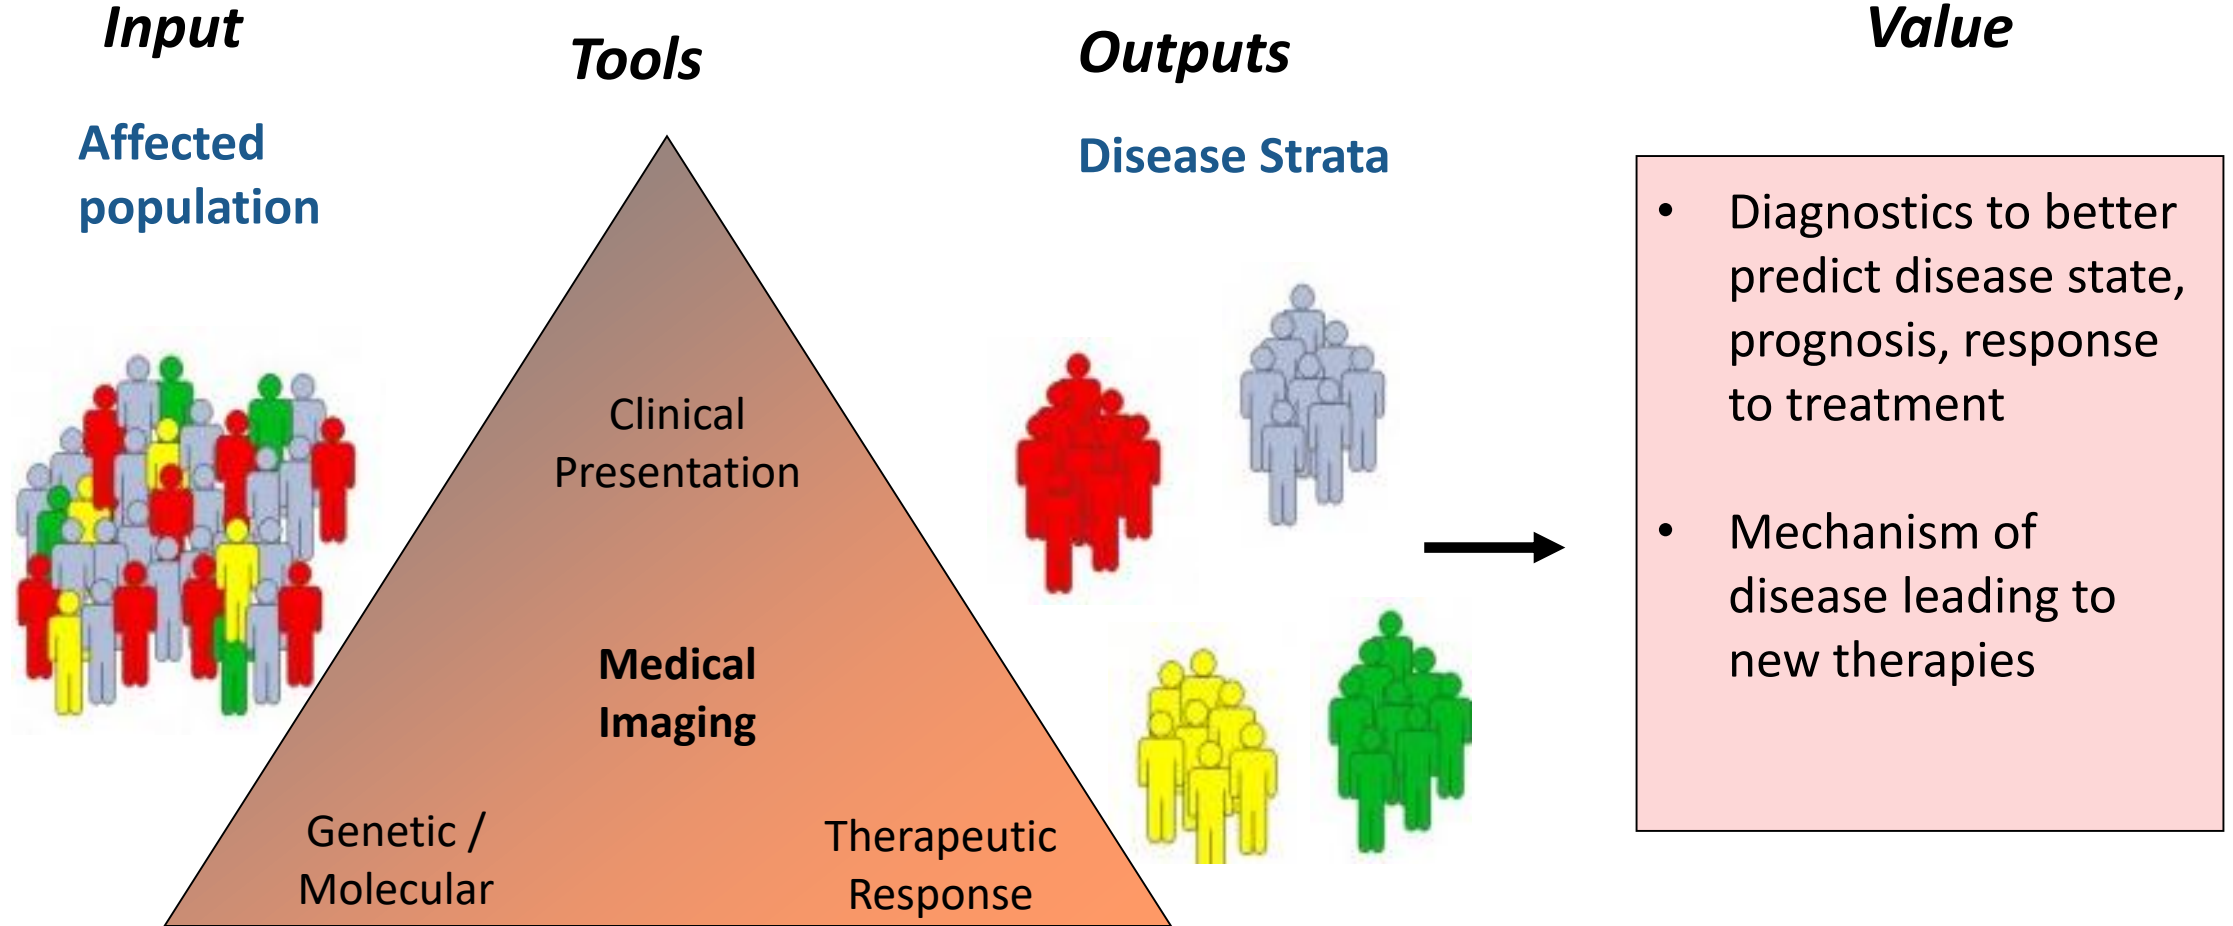 Input
Tools
Outputs
Value
Affected
population
Disease Strata
Clinical
Presentation
Medical
Imaging
Genetic /
Molecular
Therapeutic
Response
• Diagnostics to better
predict disease state,
prognosis, response
to treatment
• Mechanism of
disease leading to
new therapies